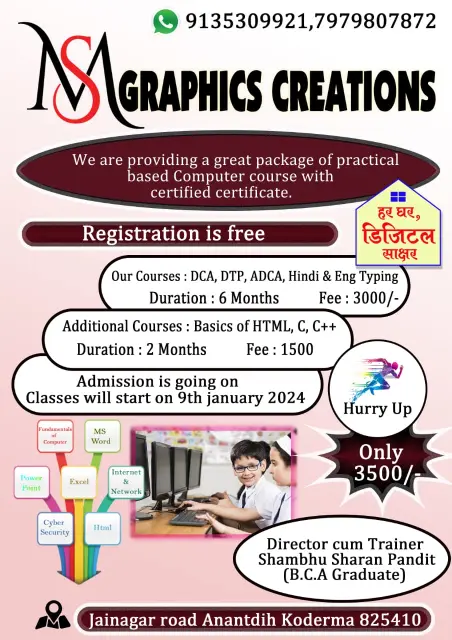 9135309921,7979807872
MS GRAPHICS CREATIONS
We are providing a great package of practical
based Computer course with
certified certificate.
हर घर,
डिजिटल
साक्षर
Registration is free
Our Courses : DCA, DTP, ADCA, Hindi & Eng Typing
Duration : 6 Months Fee : 3000/-
Additional Courses : Basics of HTML, C, C++
Duration : 2 Months Fee : 1500
Admission is going on
Classes will start on 9th january 2024
Hurry Up
Only
3500/-
Fundamentals
of
Computer
MS
Word
Power
Point
Excel
Internet
&
Network
Cyber
Security
Html
Director cum Trainer
Shambhu Sharan Pandit
(B.C.A Graduate)
Jainagar road Anantdih Koderma 825410